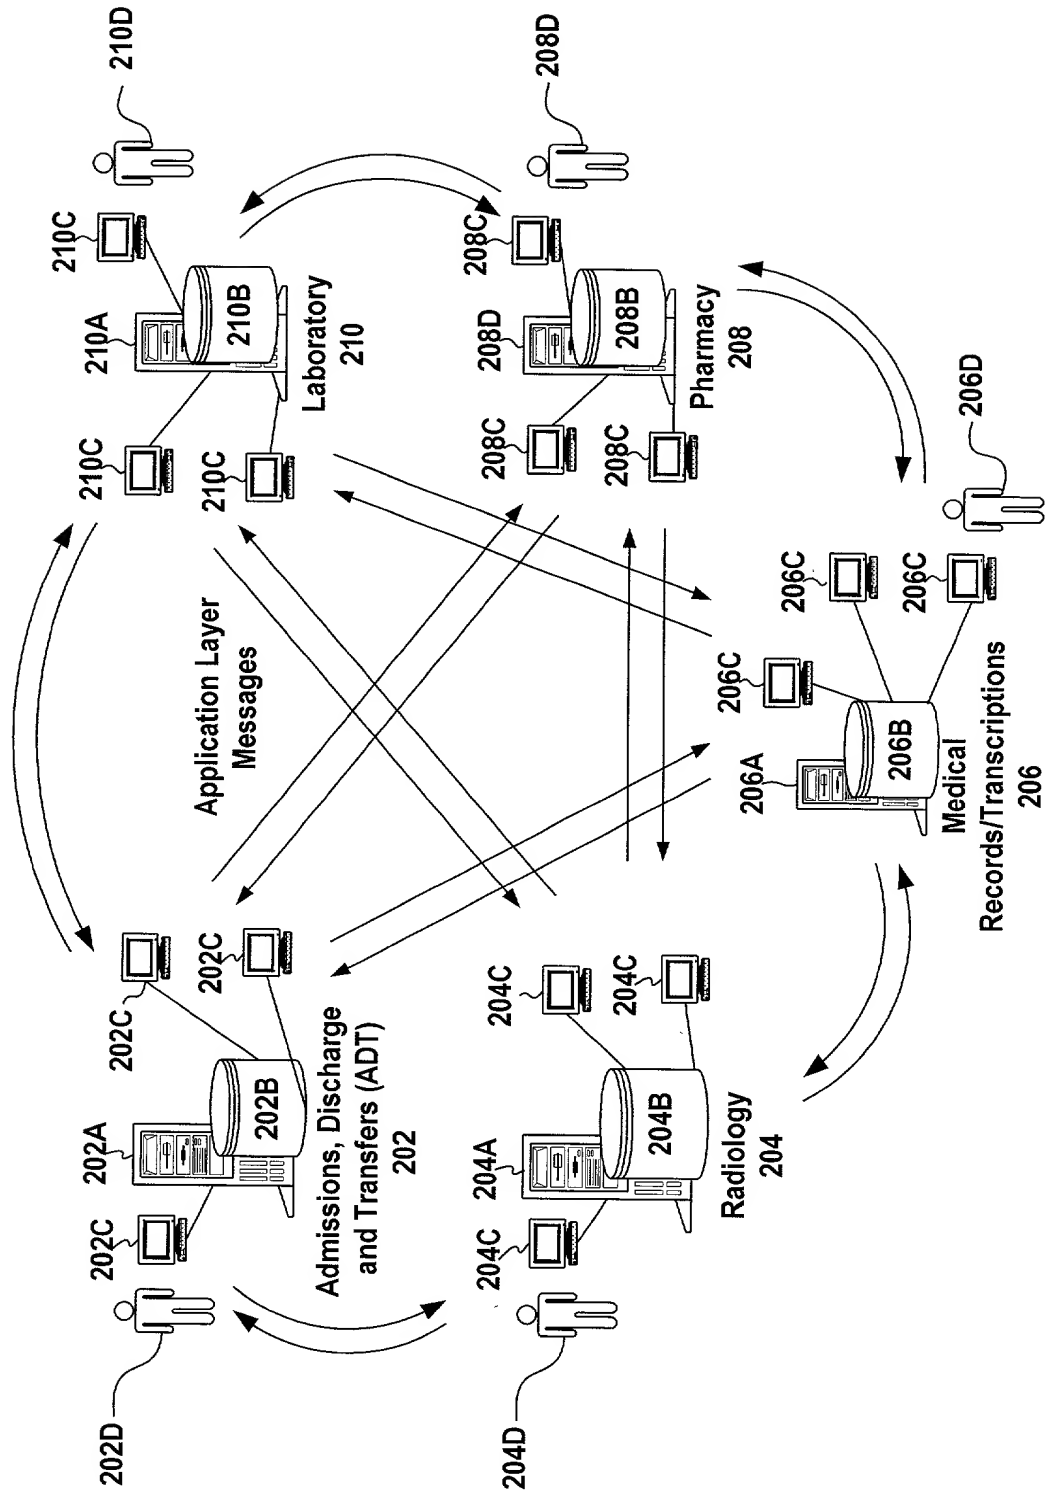 202D
202C
202A
202C
210C
210A
210C
210D
202C
210C
202B
210B
Application Layer
Messages
Admissions, Discharge
and Transfers (ADT)
202
Laboratory
210
204D
204C
204A
204C
208C
208D
208C
208D
204C
208C
204B
208B
Radiology
204
Pharmacy
208
206A
206C
206C
206C
206B
206D
Medical
Records/Transcriptions
206